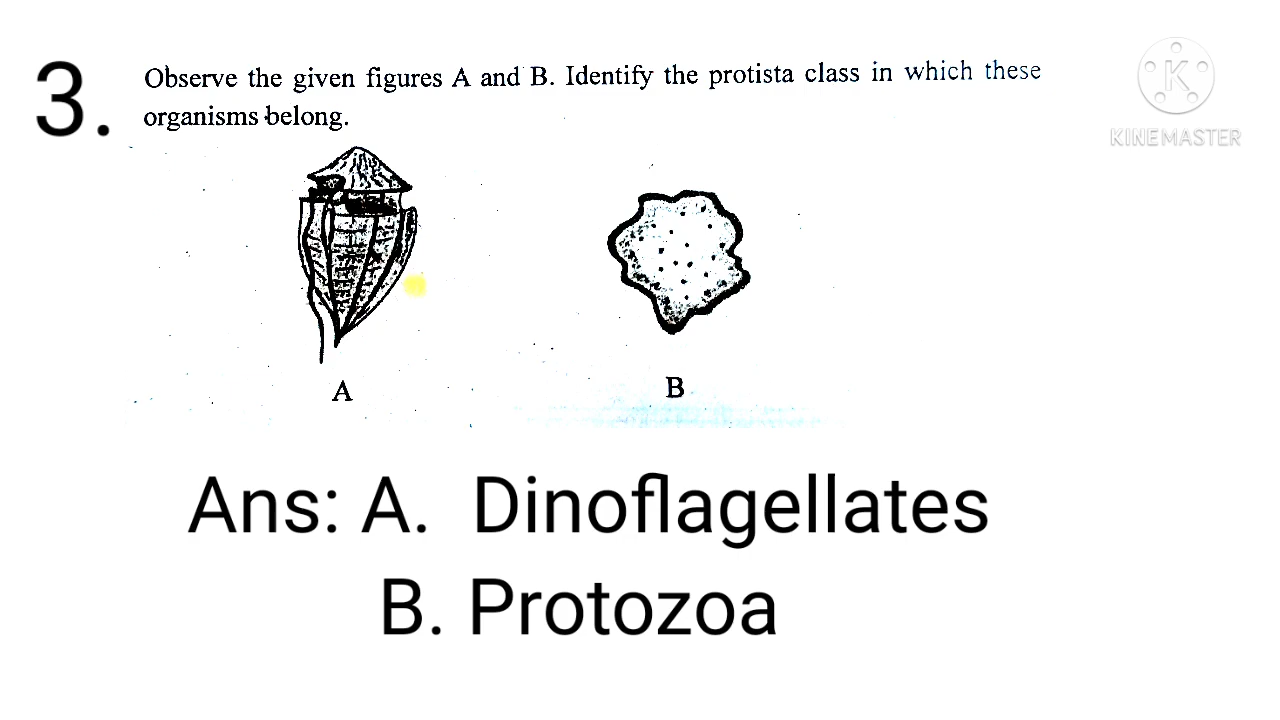 3. Observe the given figures A and B. Identify the protista class in which these
organisms belong.
KINEMASTER
A
B
Ans: A. Dinoflagellates
B. Protozoa